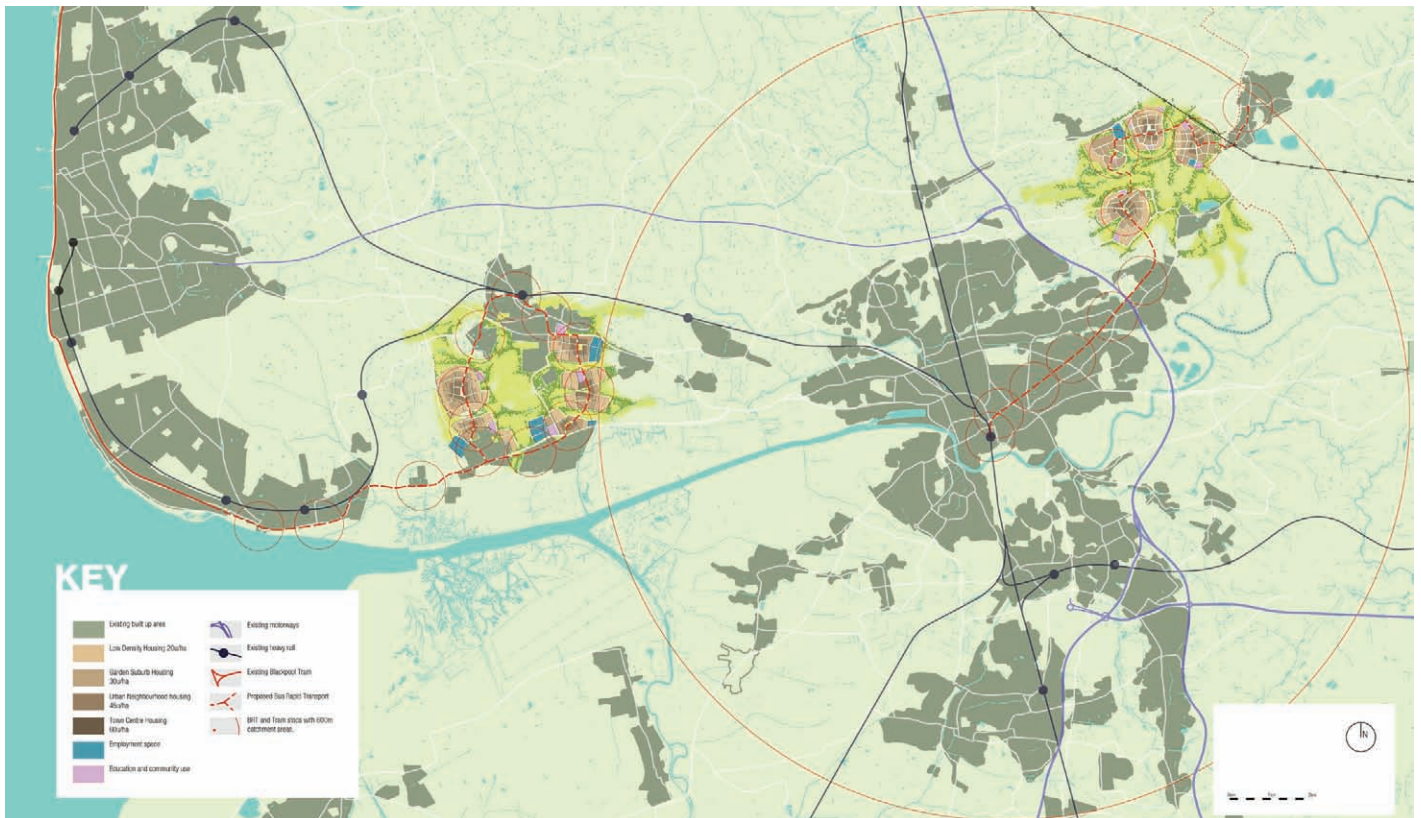 KEY
Existing built up area
Low Density Housing 20u/ha
Garden Suburb Housing
30u/ha
Urban Neighbourhood housing
45u/ha
Town Centre Housing
60u/ha
Employment space
Education and community use
Existing motorways
Existing heavy rail
Existing Blackpool Tram
Proposed Bus Rapid Transport
BRT and Tram stops with 600m
catchment areas.
N